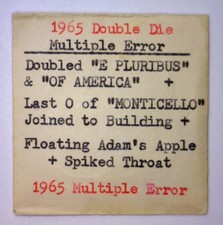 1965 Double Die
Multiple Error
Doubled "E PLURIBUS"
& "OF AMERICA" +
Last O of "MONTICELLO"
Joined to Building +
Floating Adam's Apple
+ Spiked Throat
1965 Multiple Error